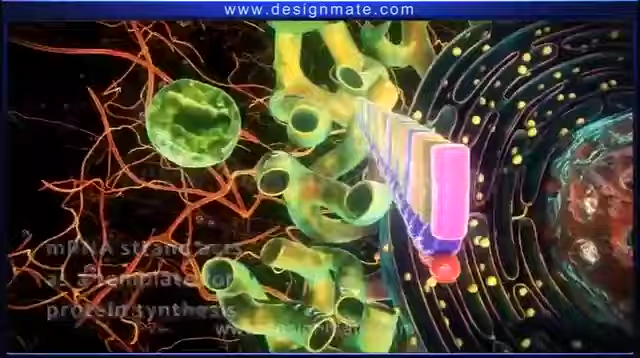 www.designmate.com
mRNA strand acts
as a template for
protein synthesis